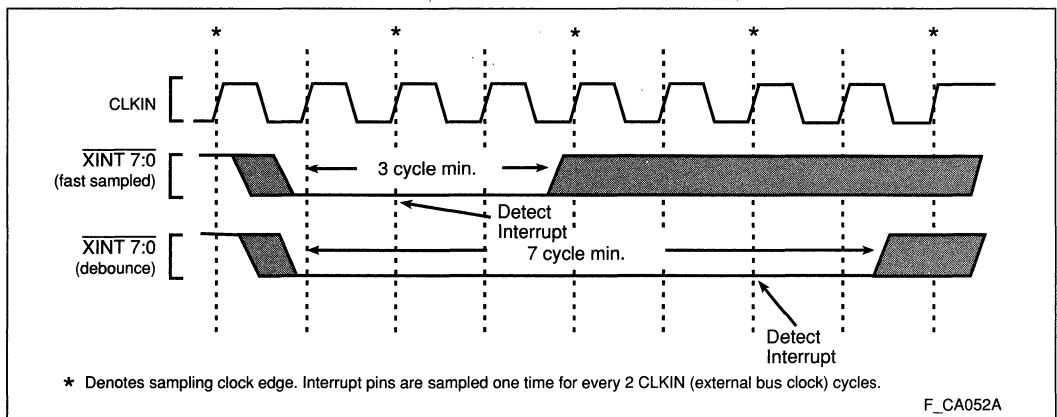 * * * * *
CLKIN
XINT 7:0
(fast sampled)
3 cycle min.
Detect
Interrupt
XINT 7:0
(debounce)
7 cycle min.
Detect
Interrupt
* Denotes sampling clock edge. Interrupt pins are sampled one time for every 2 CLKIN (external bus clock) cycles.
F_CA052A